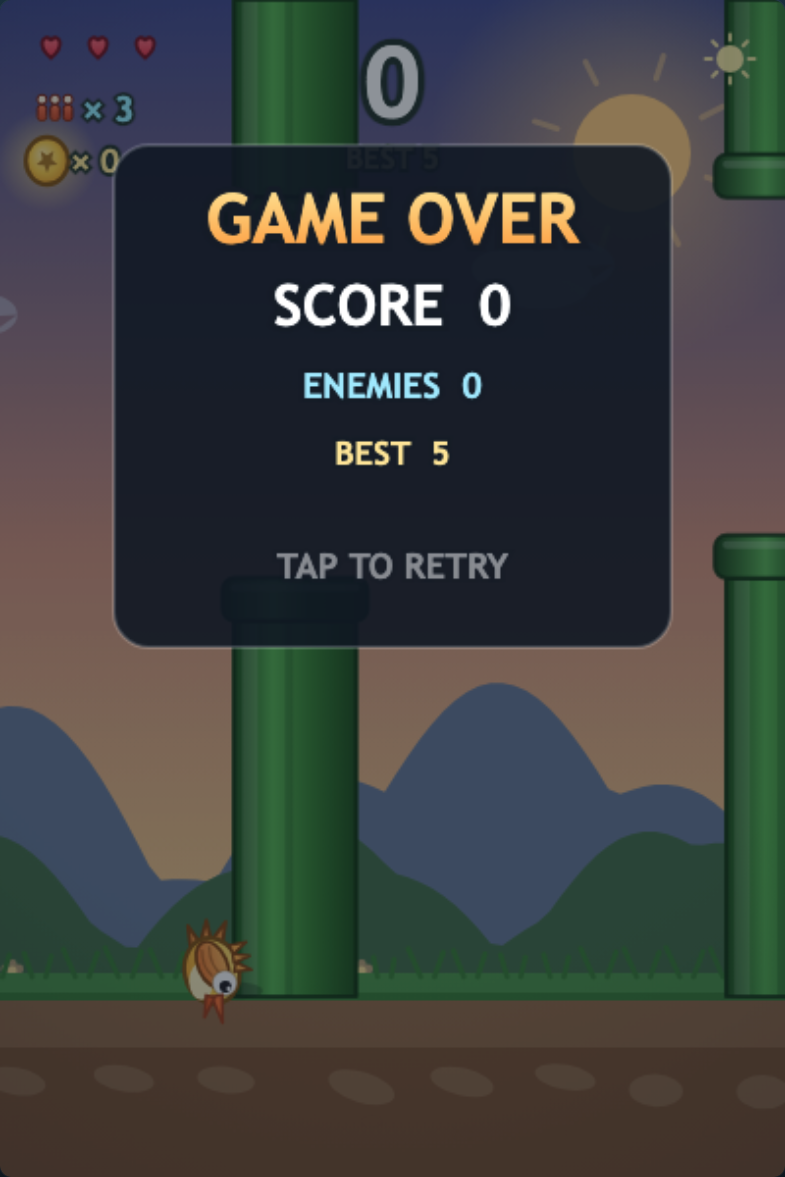 0
× 3
× 0
BEST 5
GAME OVER
SCORE 0
ENEMIES 0
BEST 5
TAP TO RETRY